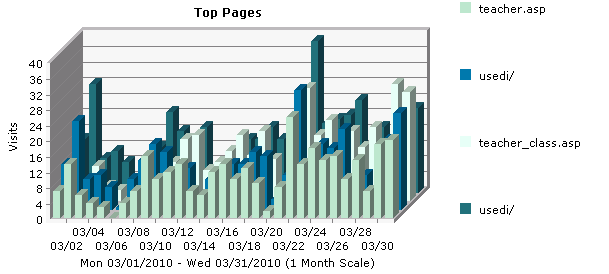 Top Pages
Visits
40
36
32
28
24
20
16
12
8
4
0
03/04 03/08 03/12 03/16 03/20 03/24 03/28
03/02 03/06 03/10 03/14 03/18 03/22 03/26 03/30
Mon 03/01/2010 - Wed 03/31/2010 (1 Month Scale)
teacher.asp
usedi/
teacher_class.asp
usedi/